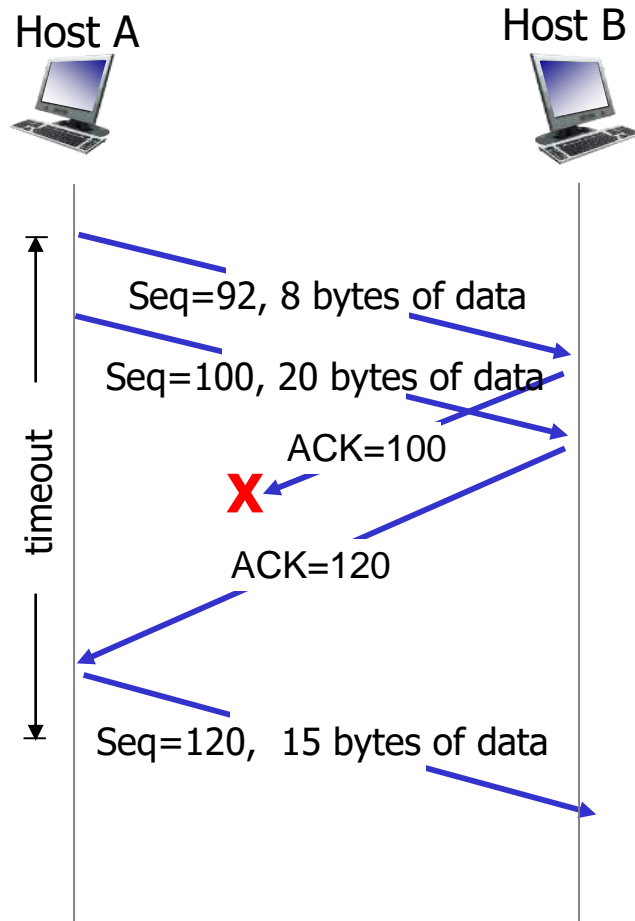 Host A
Host B
Seq=92, 8 bytes of data
Seq=100, 20 bytes of data
ACK=100
X
timeout
ACK=120
Seq=120, 15 bytes of data